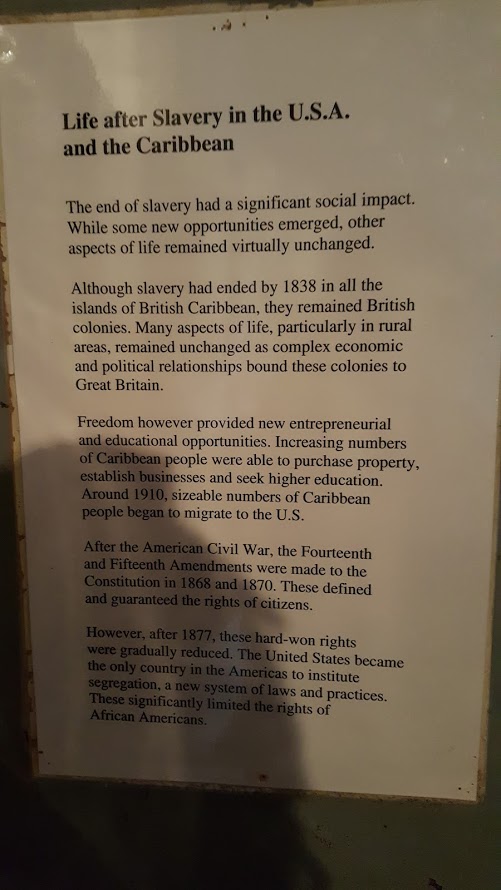 Life after Slavery in the U.S.A.
and the Caribbean
The end of slavery had a significant social impact.
While some new opportunities emerged, other
aspects of life remained virtually unchanged.
Although slavery had ended by 1838 in all the
islands of British Caribbean, they remained British
colonies. Many aspects of life, particularly in rural
areas, remained unchanged as complex economic
and political relationships bound these colonies to
Great Britain.
Freedom however provided new entrepreneurial
and educational opportunities. Increasing numbers
of Caribbean people were able to purchase property,
establish businesses and seek higher education.
Around 1910, sizeable numbers of Caribbean
people began to migrate to the U.S.
After the American Civil War, the Fourteenth
and Fifteenth Amendments were made to the
Constitution in 1868 and 1870. These defined
and guaranteed the rights of citizens.
However, after 1877, these hard-won rights
were gradually reduced. The United States became
the only country in the Americas to institute
segregation, a new system of laws and practices.
These significantly limited the rights of
African Americans.